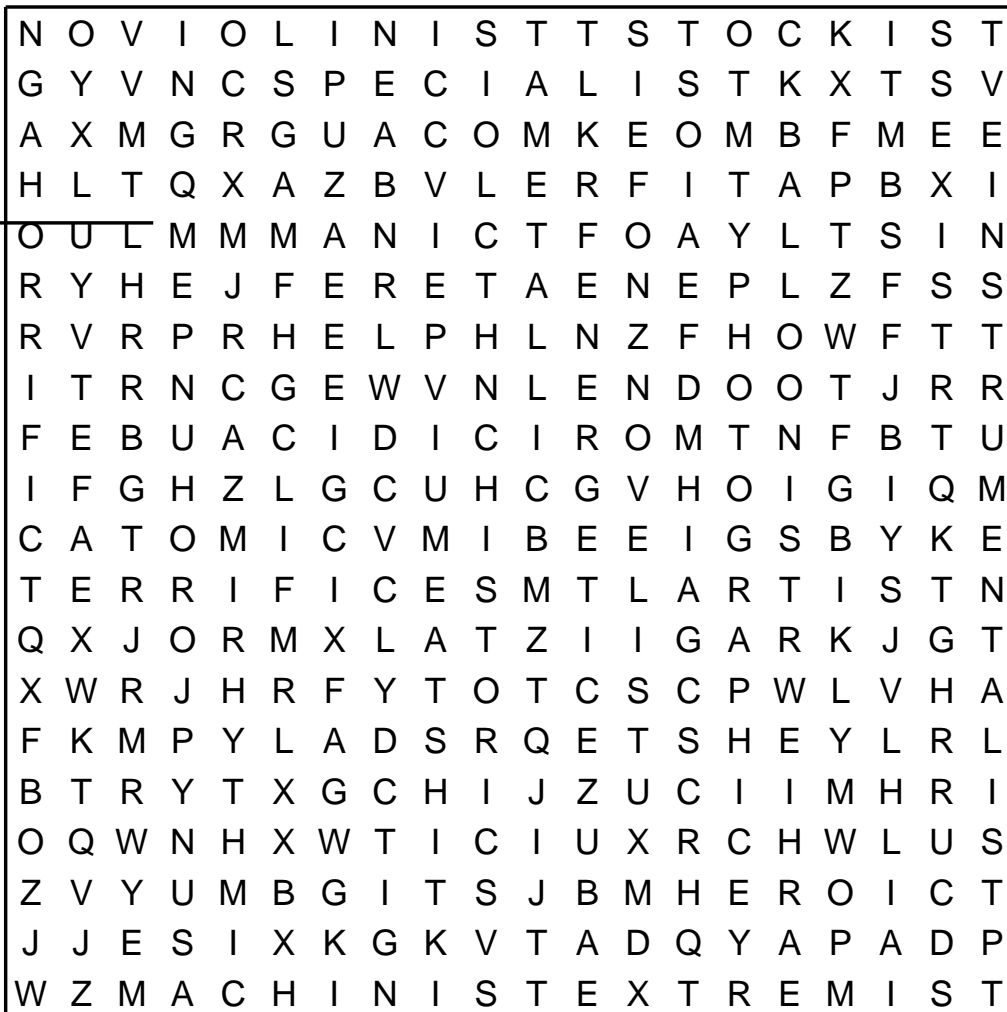 N O V I O L I N I S T T S T O C K I S T
G Y V N C S P E C I A L I S T K X T S V
A X M G R G U A C O M K E O M B F M E E
H L T Q X A Z B V L E R F I T A P B X I
O U L M M M A N I C T F O A Y L T S I N
R Y H E J F E R E T A E N E P L Z F S S
R V R P R H E L P H L N Z F H O W F T T
I T R N C G E W V N L E N D O O T J R R
F E B U A C I D I C I R O M T N F B T U
I F G H Z L G C U H C G V H O I G I Q M
C A T O M I C V M I B E E I G S B Y K E
T E R R I F I C E S M T L A R T I S T N
Q X J O R M X L A T Z I I G A R K J G T
X W R J H R F Y T O T C S C P W L V H A
F K M P Y L A D S R Q E T S H E Y L R L
B T R Y T X G C H I J Z U C I I M H R I
O Q W N H X W T I C I U X R C H W L U S
Z V Y U M B G I T S J B M H E R O I C T
J J E S I X K G K V T A D Q Y A P A D P
W Z M A C H I N I S T E X T R E M I S T